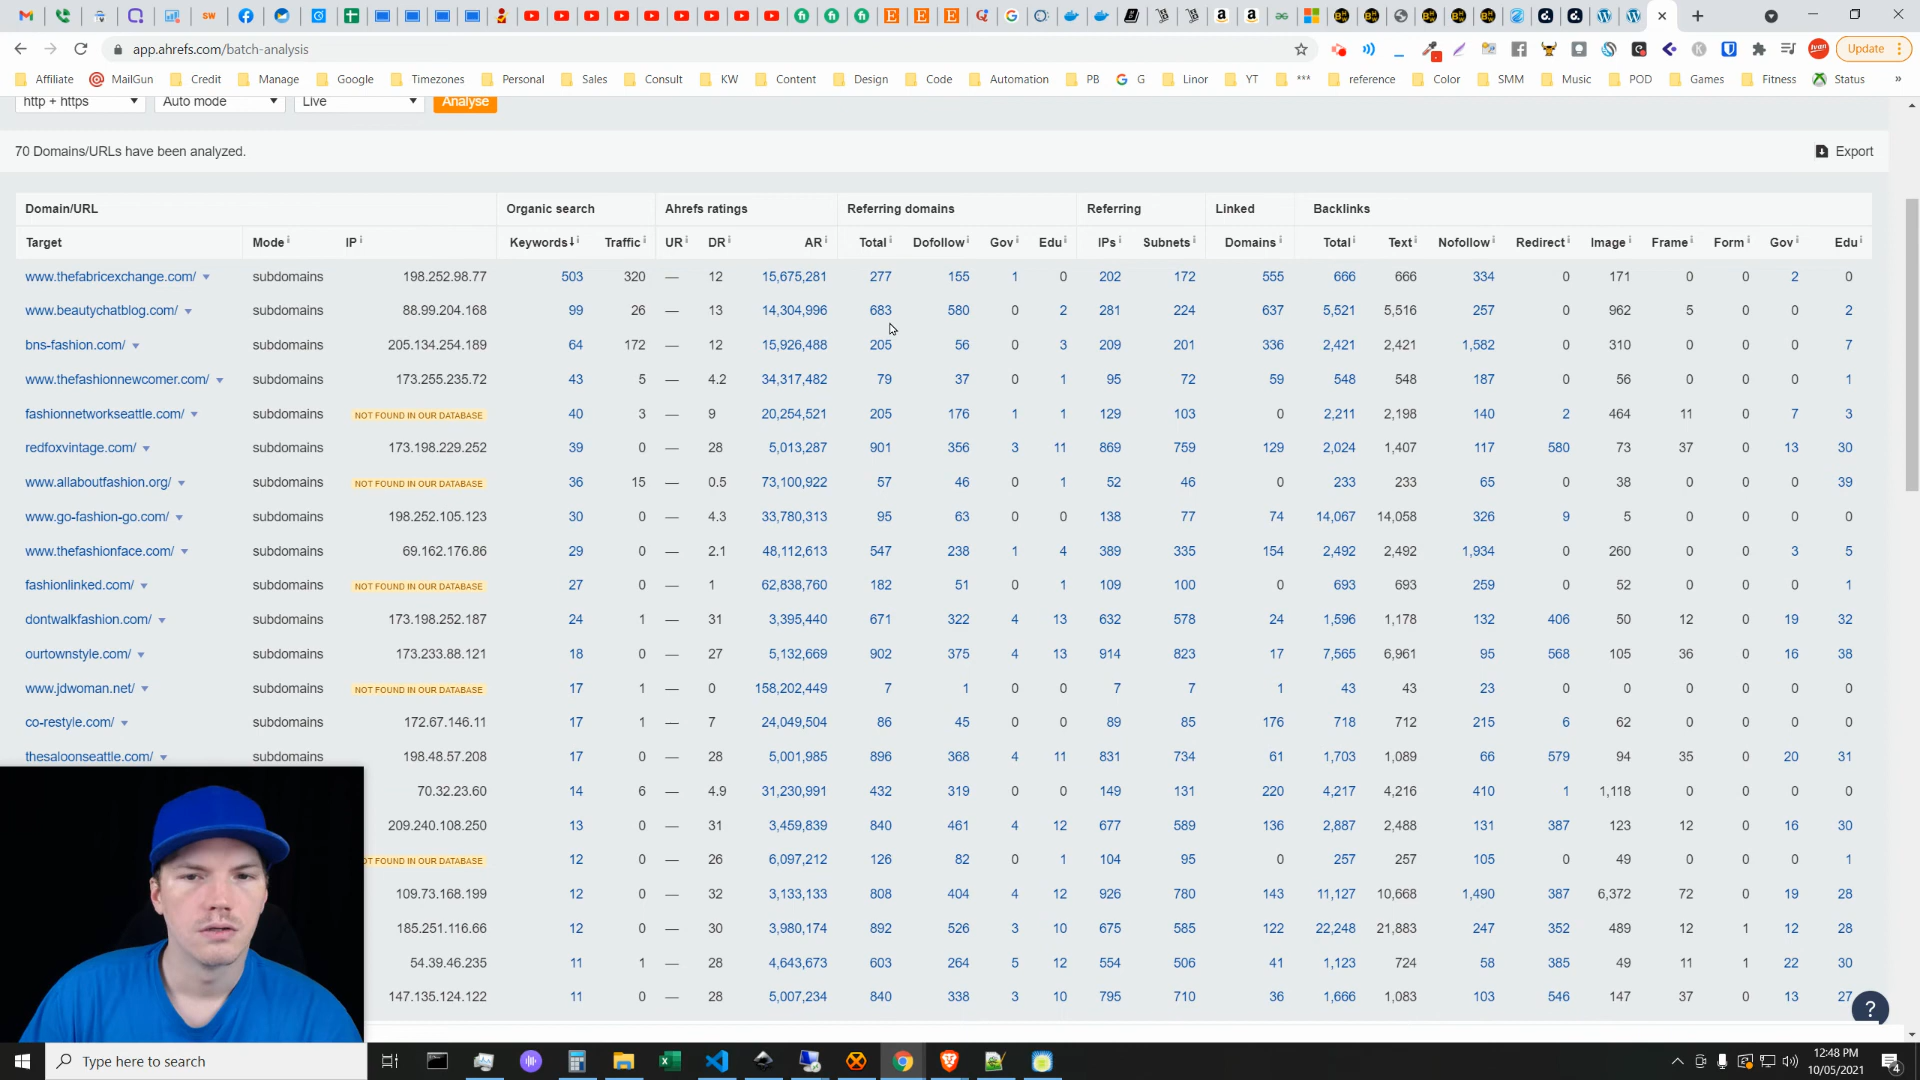 app.ahrefs.com/batch-analysis
Update
Affiliate MailGun Credit Manage Google Timezones Personal Sales Consult KW Content Design Code Automation PB G Linor YT *** reference Color SMM Music POD Games Fitness Status »
http + https Auto mode Live Analyse
70 Domains/URLs have been analyzed. Export
Domain/URL Organic search Ahrefs ratings Referring domains Referring Linked Backlinks
Target Mode IP Keywords Traffic UR DR AR Total Dofollow Gov Edu IPs Subnets Domains Total Text Nofollow Redirect Image Frame Form Gov Edu
www.thefabricexchange.com/ subdomains 198.252.98.77 503 320 — 12 15,675,281 277 155 1 0 202 172 555 666 666 334 0 171 0 0 2 0
www.beautychatblog.com/ subdomains 88.99.204.168 99 26 — 13 14,304,996 683 580 0 2 281 224 637 5,521 5,516 257 0 962 5 0 0 2
bns-fashion.com/ subdomains 205.134.254.189 64 172 — 12 15,926,488 205 56 0 3 209 201 336 2,421 2,421 1,582 0 310 0 0 0 7
www.thefashionnewcomer.com/ subdomains 173.255.235.72 43 5 — 4.2 34,317,482 79 37 0 1 95 72 59 548 548 187 0 56 0 0 0 1
fashionnetworkseattle.com/ subdomains NOT FOUND IN OUR DATABASE 40 3 — 9 20,254,521 205 176 1 1 129 103 0 2,211 2,198 140 2 464 11 0 7 3
redfoxvintage.com/ subdomains 173.198.229.252 39 0 — 28 5,013,287 901 356 3 11 869 759 129 2,024 1,407 117 580 73 37 0 13 30
www.allaboutfashion.org/ subdomains NOT FOUND IN OUR DATABASE 36 15 — 0.5 73,100,922 57 46 0 1 52 46 0 233 233 65 0 38 0 0 0 39
www.go-fashion-go.com/ subdomains 198.252.105.123 30 0 — 4.3 33,780,313 95 63 0 0 138 77 74 14,067 14,058 326 9 5 0 0 0 0
www.thefashionface.com/ subdomains 69.162.176.86 29 0 — 2.1 48,112,613 547 238 1 4 389 335 154 2,492 2,492 1,934 0 260 0 0 3 5
fashionlinked.com/ subdomains NOT FOUND IN OUR DATABASE 27 0 — 1 62,838,760 182 51 0 1 109 100 0 693 693 259 0 52 0 0 0 1
dontwalkfashion.com/ subdomains 173.198.252.187 24 1 — 31 3,395,440 671 322 4 13 632 578 24 1,596 1,178 132 406 50 12 0 19 32
ourtownstyle.com/ subdomains 173.233.88.121 18 0 — 27 5,132,669 902 375 4 13 914 823 17 7,565 6,961 95 568 105 36 0 16 38
www.jdwoman.net/ subdomains NOT FOUND IN OUR DATABASE 17 1 — 0 158,202,449 7 1 0 0 7 7 1 43 43 23 0 0 0 0 0 0
co-restyle.com/ subdomains 172.67.146.11 17 1 — 7 24,049,504 86 45 0 0 89 85 176 718 712 215 6 62 0 0 0 0
thesaloonseattle.com/ subdomains 198.48.57.208 17 0 — 28 5,001,985 896 368 4 11 831 734 61 1,703 1,089 66 579 94 35 0 20 31
70.32.23.60 14 6 — 4.9 31,230,991 432 319 0 0 149 131 220 4,217 4,216 410 1 1,118 0 0 0 0
209.240.108.250 13 0 — 31 3,459,839 840 461 4 12 677 589 136 2,887 2,488 131 387 123 12 0 16 30
OT FOUND IN OUR DATABASE 12 0 — 26 6,097,212 126 82 0 1 104 95 0 257 257 105 0 49 0 0 0 1
109.73.168.199 12 0 — 32 3,133,133 808 404 4 12 926 780 143 11,127 10,668 1,490 387 6,372 72 0 19 28
185.251.116.66 12 0 — 30 3,980,174 892 526 3 10 675 585 122 22,248 21,883 247 352 489 12 1 12 28
54.39.46.235 11 1 — 28 4,643,673 603 264 5 12 554 506 41 1,123 724 58 385 49 11 1 22 30
147.135.124.122 11 0 — 28 5,007,234 840 338 3 10 795 710 36 1,666 1,083 103 546 147 37 0 13 27
?
Type here to search
12:48 PM
10/05/2021
4